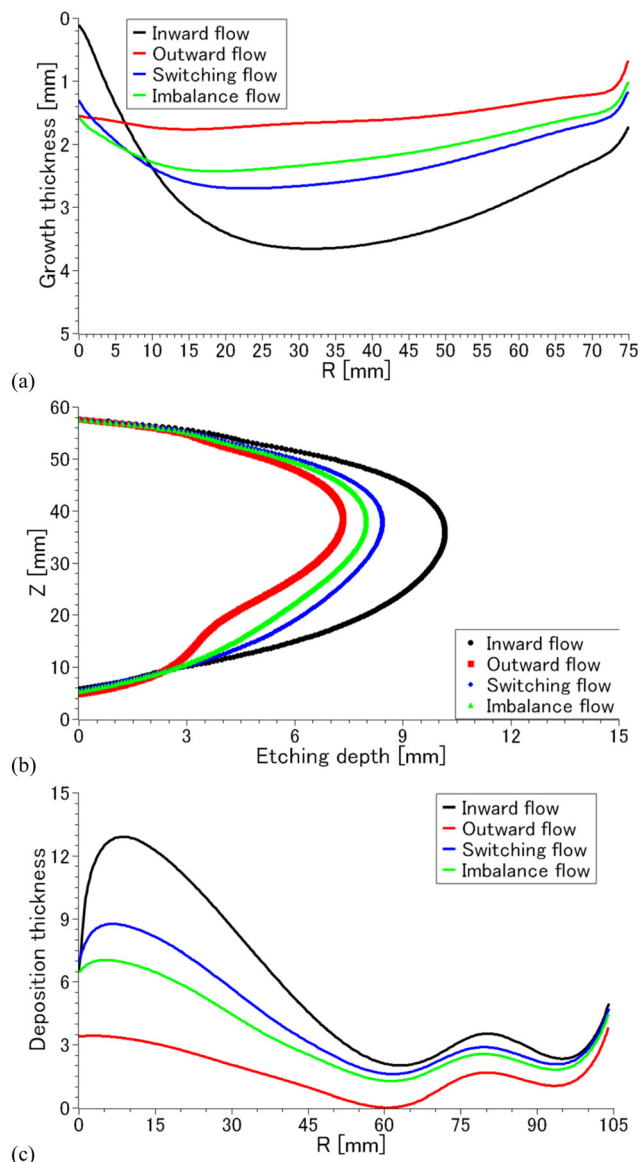 0
1
2
3
4
5
Growth thickness [mm]
Inward flow
Outward flow
Switching flow
Imbalance flow
0 5 10 15 20 25 30 35 40 45 50 55 60 65 70 75
R [mm]
(a)
60
50
40
30
20
10
0
Z [mm]
Inward flow
Outward flow
Switching flow
Imbalance flow
0 3 6 9 12 15
Etching depth [mm]
(b)
15
12
9
6
3
0
Deposition thickness
Inward flow
Outward flow
Switching flow
Imbalance flow
0 15 30 45 60 75 90 105
R [mm]
(c)